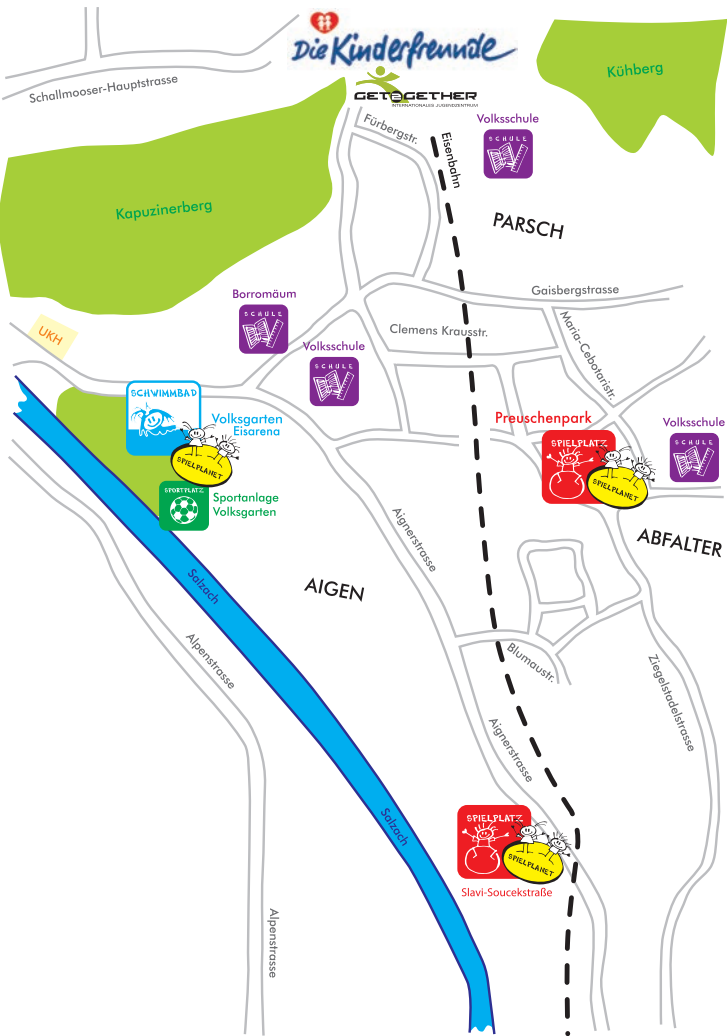 Die Kinderfreunde
GET2GETHER
INTERNATIONALES JUGENDZENTRUM
Kühberg
Schallmooser-Hauptstrasse
Fürbergstr.
Eisenbahn
Volksschule
SCHULE
Kapuzinerberg
PARSCH
Borromäum
SCHULE
Gaisbergstrasse
UKH
Clemens Krausstr.
Maria-Cebotaristr.
Volksschule
SCHULE
SCHWIMMBAD
Volksgarten
Eisarena
SPIELPLANET
Preuschenpark
SPIELPLATZ
SPIELPLANET
Volksschule
SCHULE
SPORTPLATZ
Sportanlage
Volksgarten
Aignerstrasse
ABFALTER
Salzach
AIGEN
Alpenstrasse
Blumaustr.
Ziegelstadelstrasse
Aignerstrasse
Salzach
SPIELPLATZ
SPIELPLANET
Slavi-Soucekstraße
Alpenstrasse